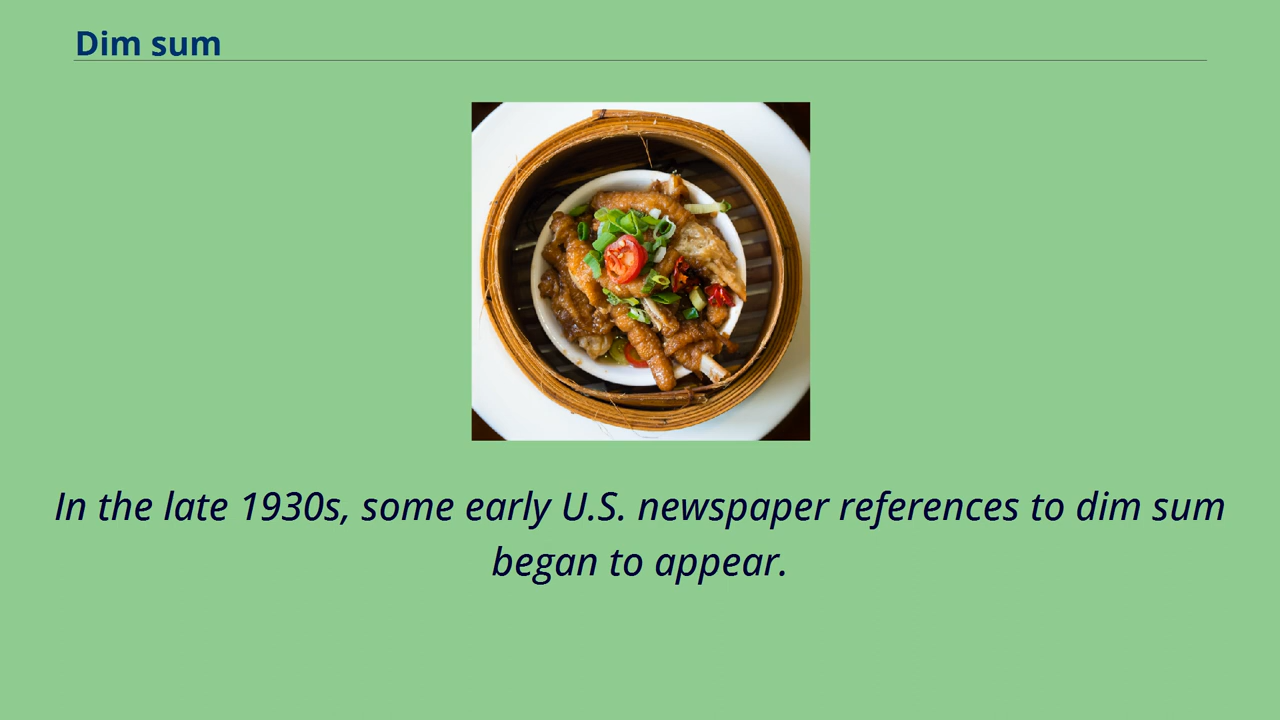 Dim sum
In the late 1930s, some early U.S. newspaper references to dim sum
began to appear.